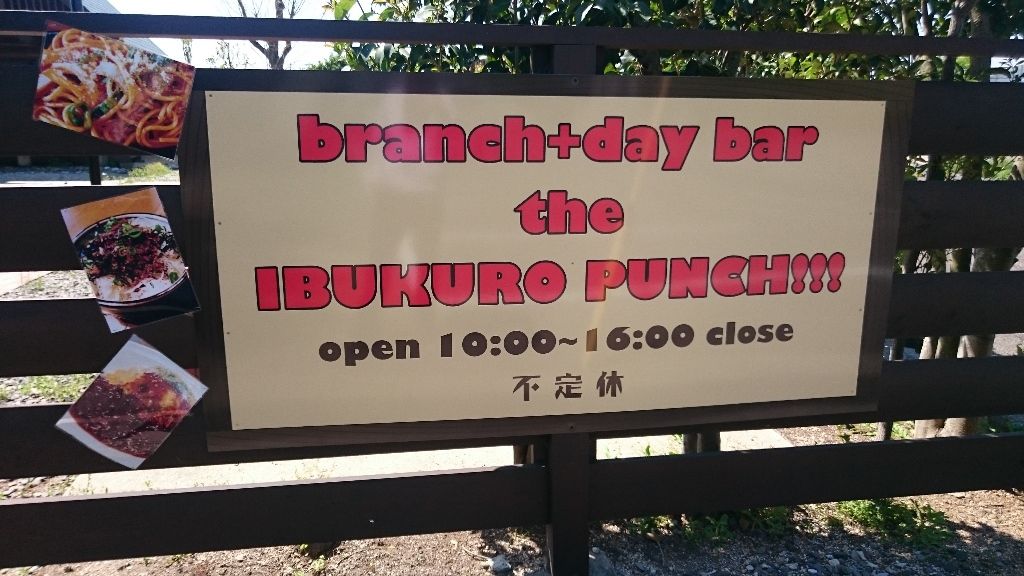 branch+day bar
the
IBUKURO PUNCH!!!
open 10:00~16:00 close
不定休